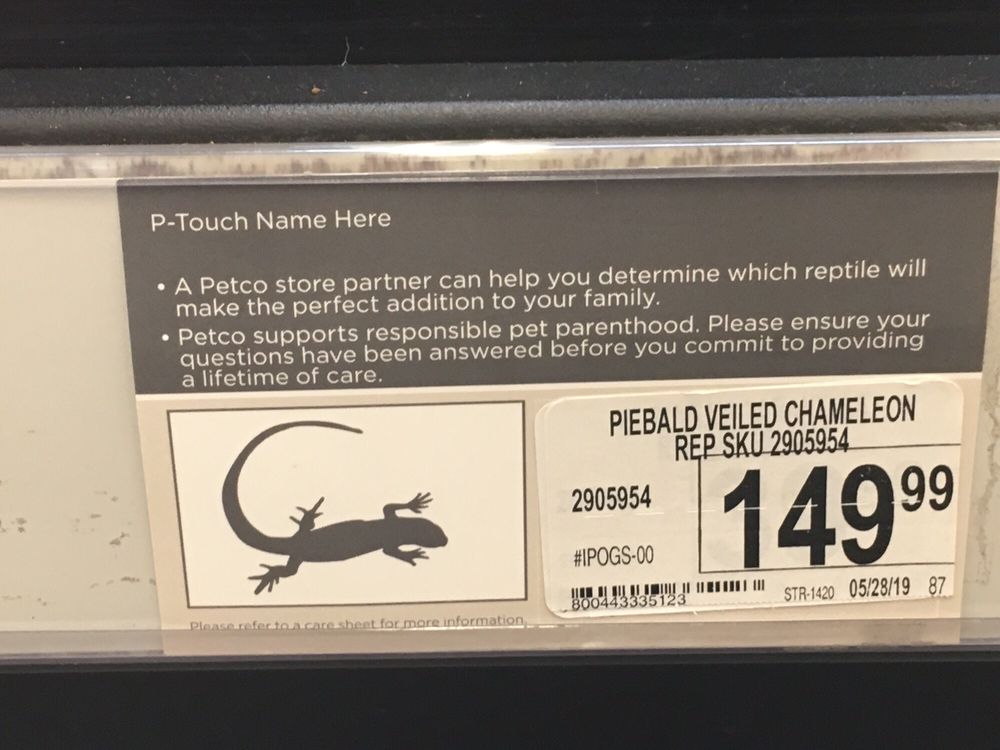 P-Touch Name Here
• A Petco store partner can help you determine which reptile will
make the perfect addition to your family.
• Petco supports responsible pet parenthood. Please ensure your
questions have been answered before you commit to providing
a lifetime of care.
PIEBALD VEILED CHAMELEON
REP SKU 2905954
2905954
149 99
#IPOGS-00
800443335123
STR-1420 05/28/19 87
Please refer to a care sheet for more information.